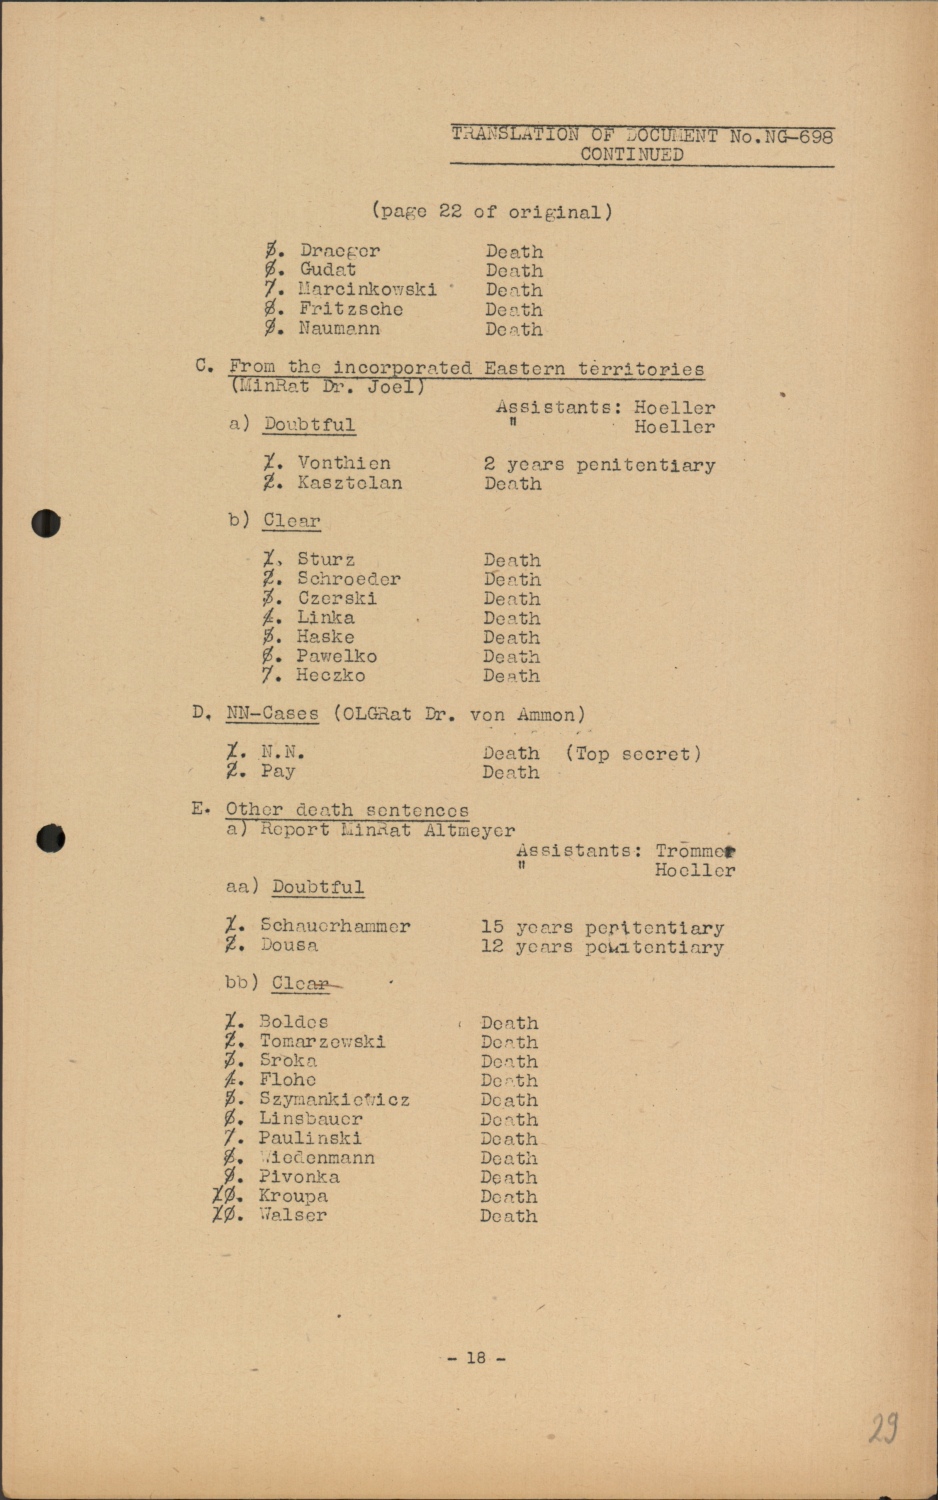 TRANSLATION OF DOCUMENT No.NG-698
CONTINUED
(page 22 of original)
5. Draeger Death
6. Gudat Death
7. Marcinkowski Death
8. Fritzsche Death
9. Naumann Death
C. From the incorporated Eastern territories
(MinRat Dr. Joel)
Assistants: Hoeller
a) Doubtful " Hoeller
1. Vonthien 2 years penitentiary
2. Kasztelan Death
b) Clear
1. Sturz Death
2. Schroeder Death
3. Czerski Death
4. Linka Death
5. Haske Death
6. Pawelko Death
7. Heczko Death
D. NN-Cases (OLGRat Dr. von Ammon)
1. N.N. Death (Top secret)
2. Pay Death
E. Other death sentences
a) Report MinRat Altmeyer
Assistants: Trommer
" Hoeller
aa) Doubtful
1. Schauerhammer 15 years penitentiary
2. Dousa 12 years penitentiary
bb) Clear
1. Boldes Death
2. Tomarzewski Death
3. Sroka Death
4. Flohe Death
5. Szymankiewicz Death
6. Linsbauer Death
7. Paulinski Death
8. Wiedenmann Death
9. Pivonka Death
10. Kroupa Death
10. Walser Death
- 18 -
29